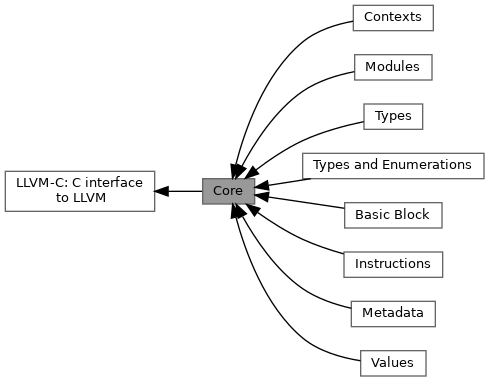 Contexts
Modules
Types
Types and Enumerations
LLVM-C: C interface
to LLVM
Core
Basic Block
Instructions
Metadata
Values